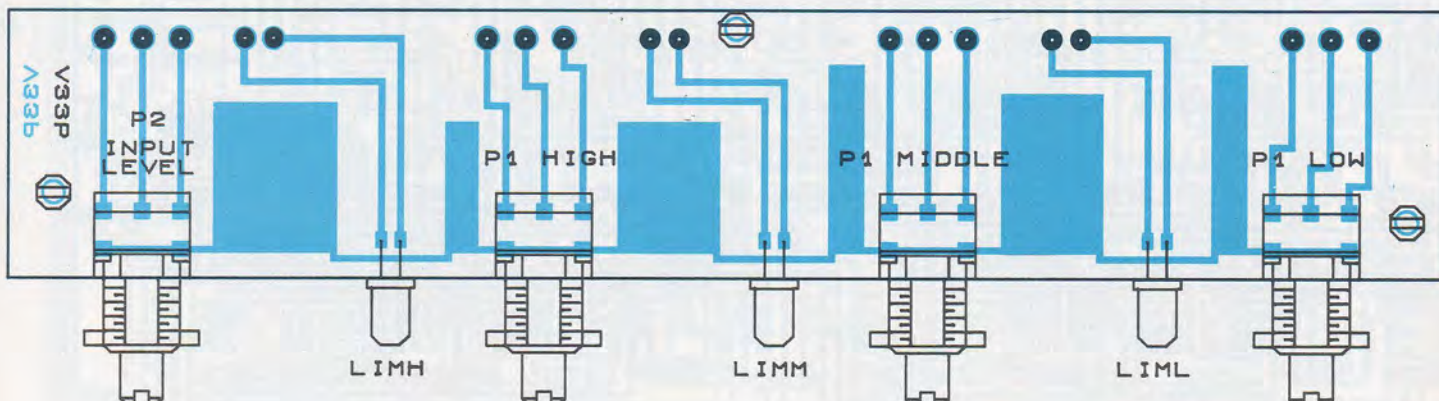 V33P
V33P
P2
INPUT
LEVEL
P1 HIGH
P1 MIDDLE
P1 LOW
LIMH
LIMM
LIML